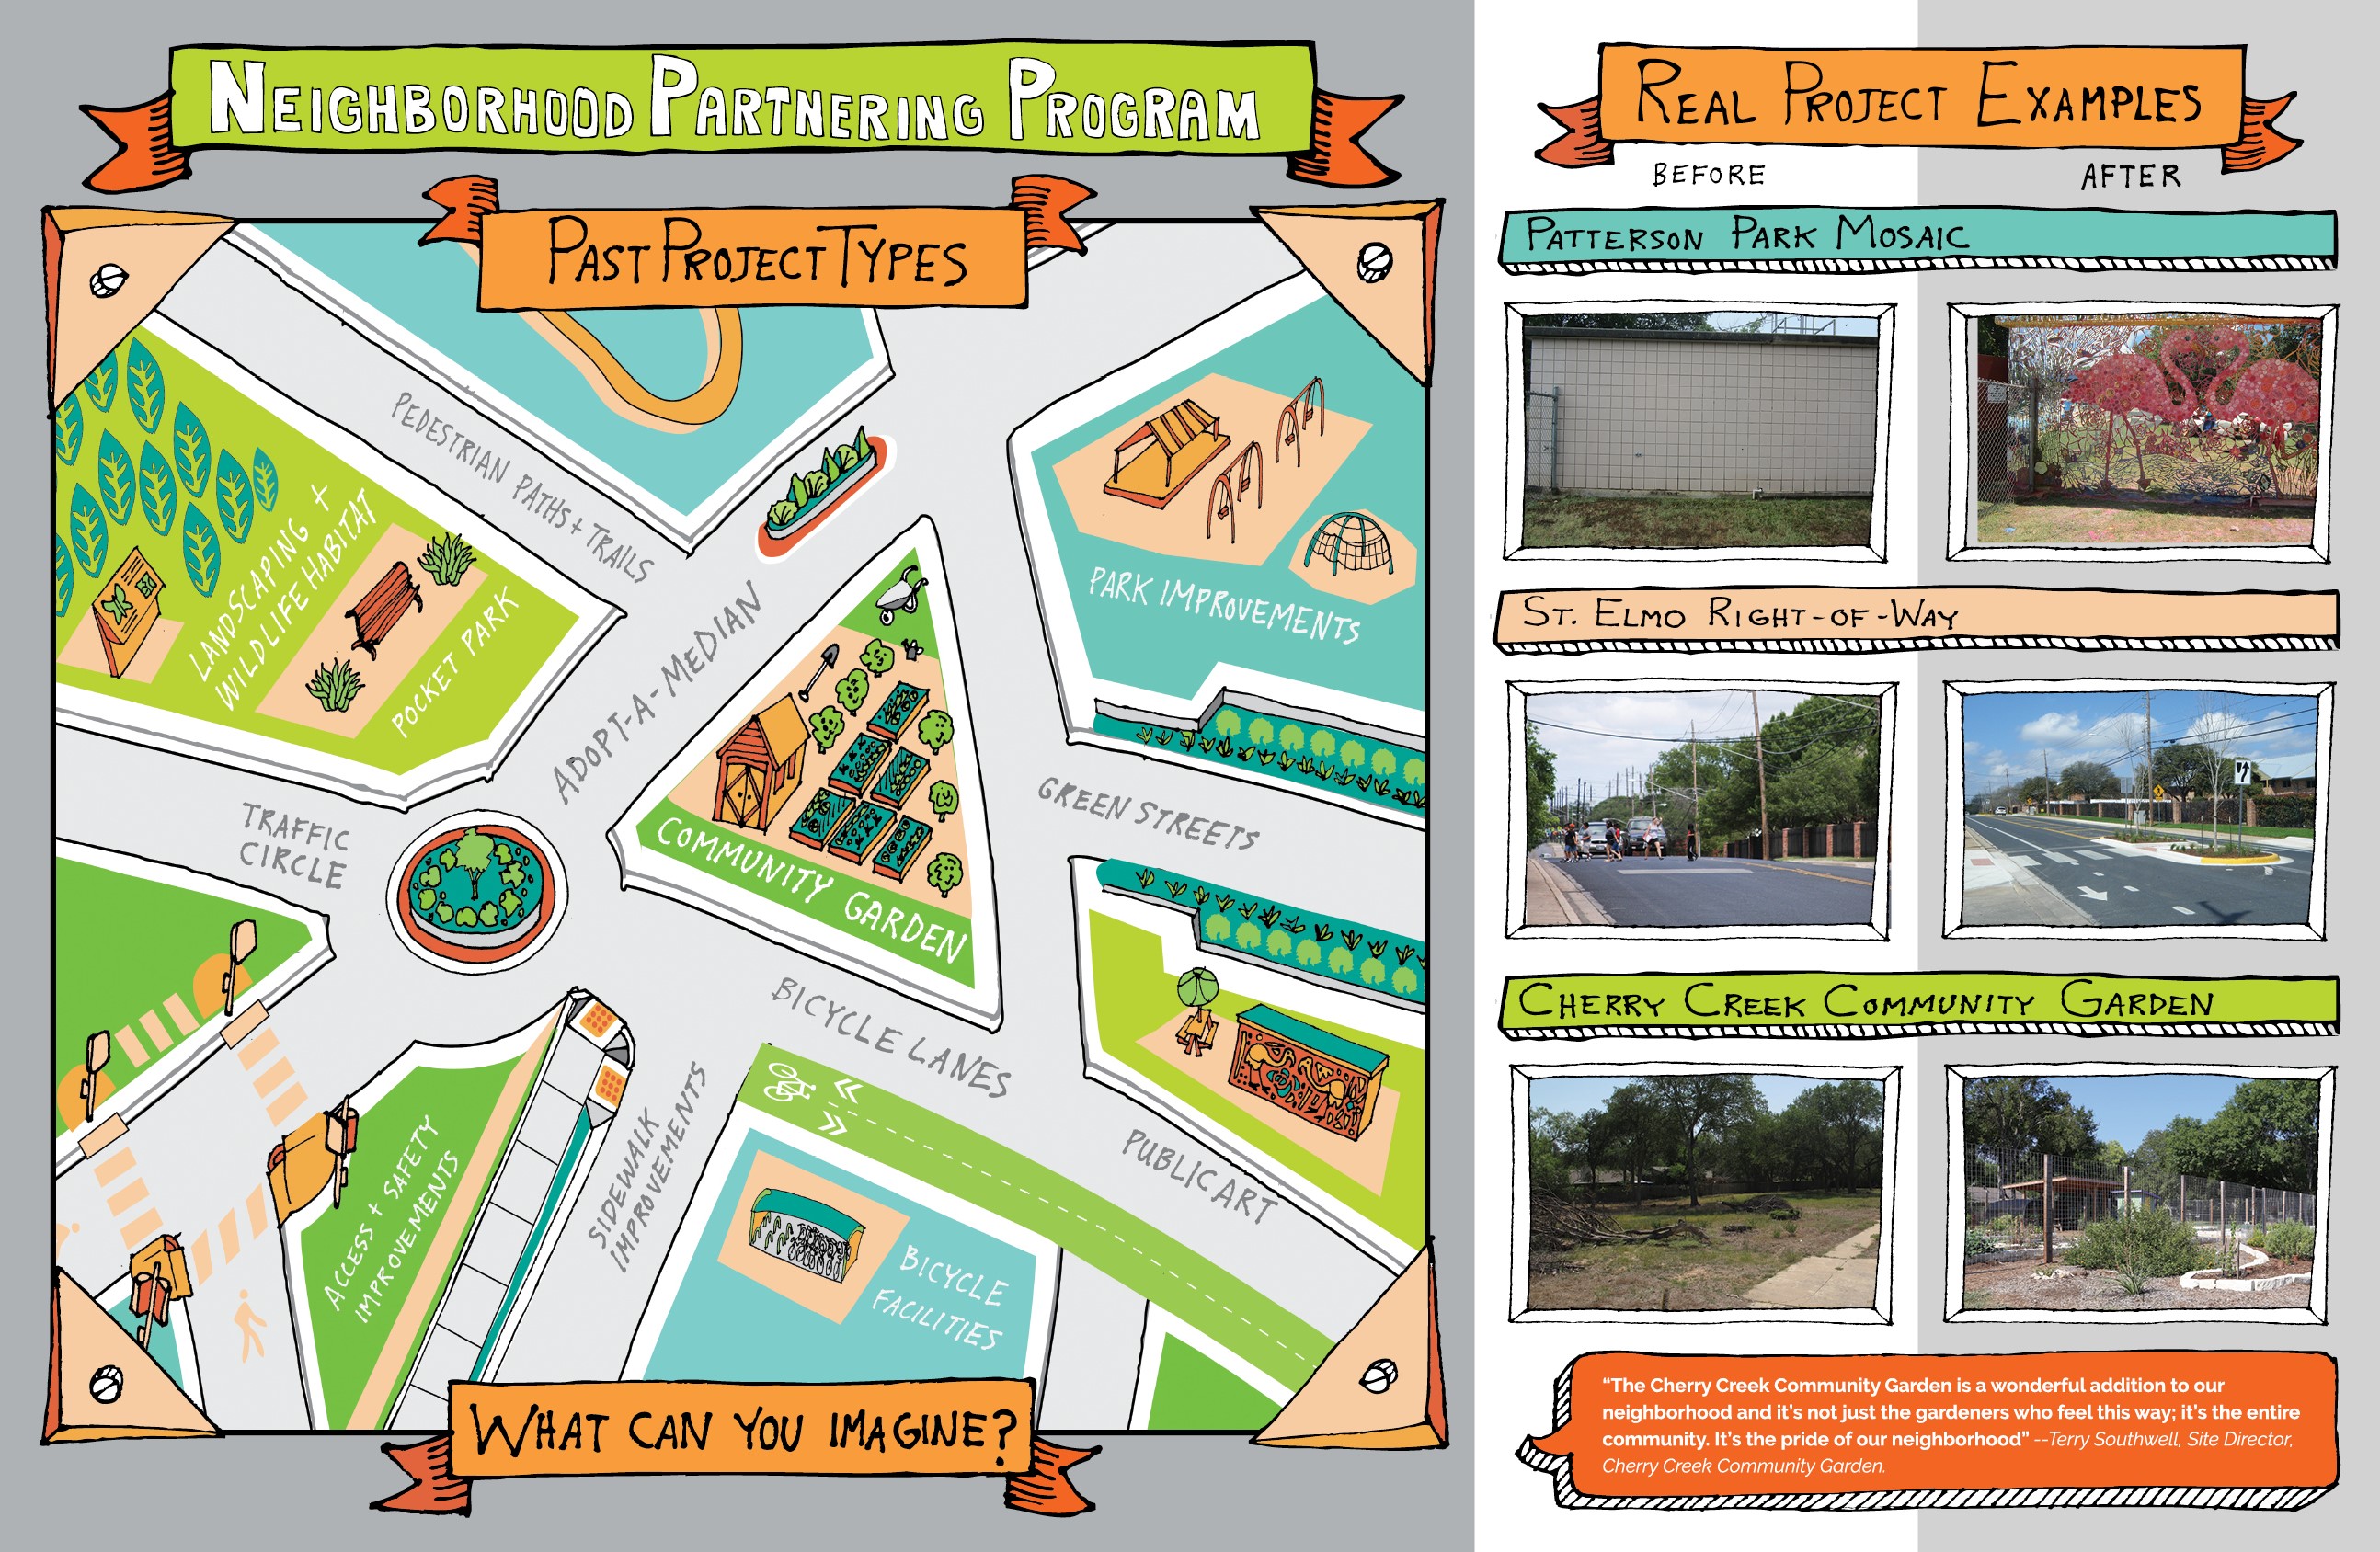 NEIGHBORHOOD PARTNERING PROGRAM
PAST PROJECT TYPES
PEDESTRIAN PATHS + TRAILS
LANDSCAPING +
WILDLIFE HABITAT
POCKET PARK
ADOPT-A-MEDIAN
PARK IMPROVEMENTS
TRAFFIC
CIRCLE
COMMUNITY GARDEN
GREEN STREETS
BICYCLE LANES
SIDEWALK
IMPROVEMENTS
ACCESS + SAFETY
IMPROVEMENTS
PUBLIC ART
BICYCLE
FACILITIES
WHAT CAN YOU IMAGINE?
REAL PROJECT EXAMPLES
BEFORE
AFTER
PATTERSON PARK MOSAIC
ST. ELMO RIGHT-OF-WAY
CHERRY CREEK COMMUNITY GARDEN
“The Cherry Creek Community Garden is a wonderful addition to our
neighborhood and it’s not just the gardeners who feel this way; it’s the entire
community. It’s the pride of our neighborhood” --Terry Southwell, Site Director,
Cherry Creek Community Garden.